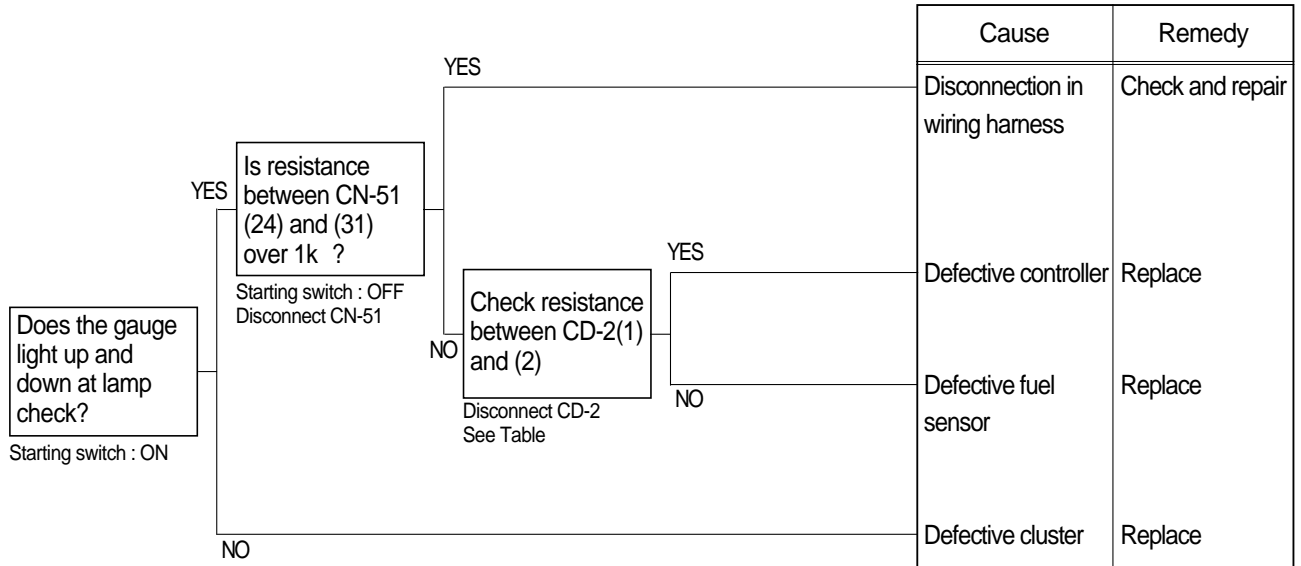 Cause
Remedy
YES
Disconnection in
wiring harness
Check and repair
YES
Is resistance
between CN-51
(24) and (31)
over 1k ?
Starting switch : OFF
Disconnect CN-51
YES
Defective controller
Replace
Check resistance
between CD-2(1)
and (2)
NO
Disconnect CD-2
See Table
Does the gauge
light up and
down at lamp
check?
Starting switch : ON
NO
Defective fuel
sensor
Replace
NO
Defective cluster
Replace